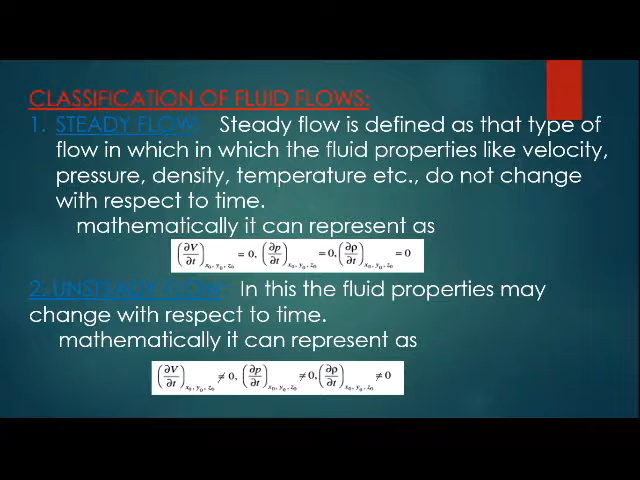 CLASSIFICATION OF FLUID FLOWS:
1. STEADY FLOW: Steady flow is defined as that type of
flow in which in which the fluid properties like velocity,
pressure, density, temperature etc., do not change
with respect to time.
mathematically it can represent as
(∂V/∂t)x₀, y₀, z₀ = 0, (∂p/∂t)x₀, y₀, z₀ = 0, (∂ρ/∂t)x₀, y₀, z₀ = 0
2. UNSTEADY FLOW: In this the fluid properties may
change with respect to time.
mathematically it can represent as
(∂V/∂t)x₀, y₀, z₀ ≠ 0, (∂p/∂t)x₀, y₀, z₀ ≠ 0, (∂ρ/∂t)x₀, y₀, z₀ ≠ 0